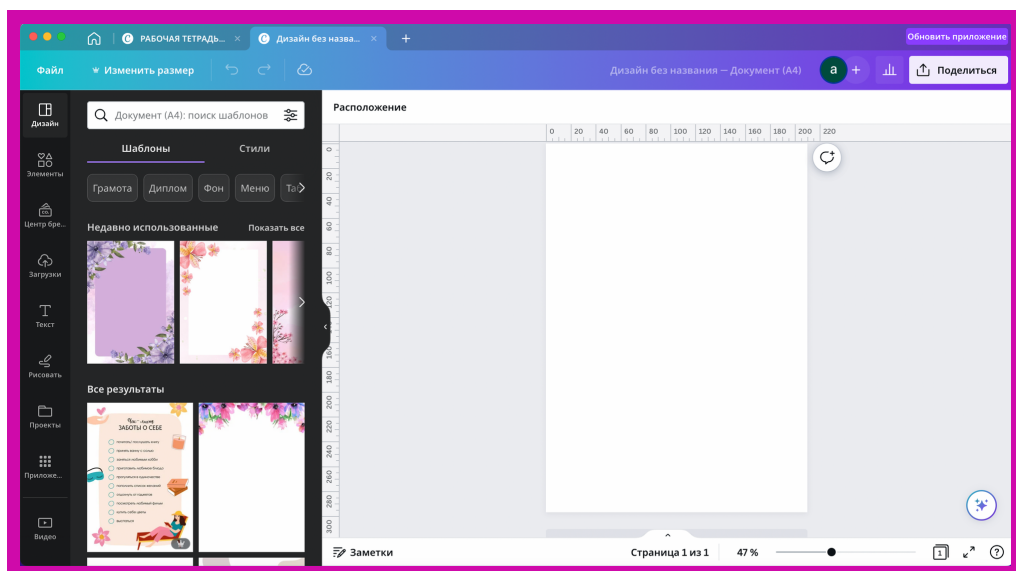 РАБОЧАЯ ТЕТРАДЬ...
Дизайн без назва...
Обновить приложение
Файл
Изменить размер
Дизайн без названия — Документ (A4)
a
Поделиться
Дизайн
Элементы
Центр бре...
Загрузки
Текст
Рисовать
Проекты
Приложе...
Видео
Документ (A4): поиск шаблонов
Шаблоны
Стили
Грамота
Диплом
Фон
Меню
Недавно использованные
Показать все
Все результаты
ЗАБОТЫ О СЕБЕ
Расположение
0 20 40 60 80 100 120 140 160 180 200 220
0
20
40
60
80
100
120
160
180
200
220
240
260
280
300
Заметки
Страница 1 из 1
47 %
1